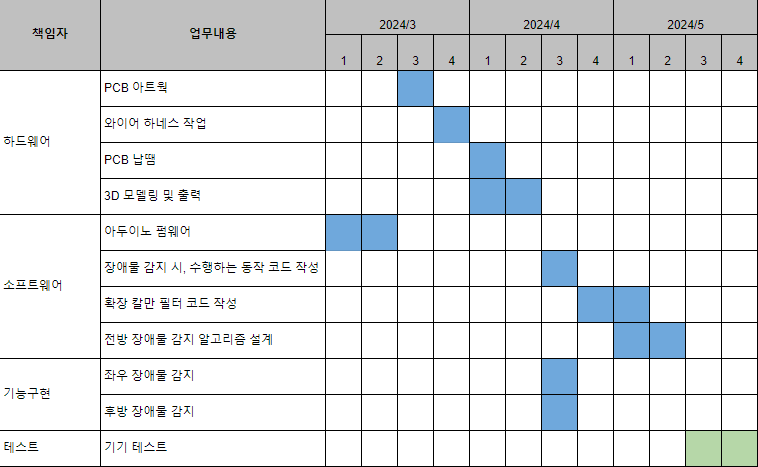 책임자 업무내용 2024/3 2024/4 2024/5
1 2 3 4 1 2 3 4 1 2 3 4
하드웨어
PCB 아트웍
와이어 하네스 작업
PCB 납땜
3D 모델링 및 출력
소프트웨어
아두이노 펌웨어
장애물 감지 시, 수행하는 동작 코드 작성
확장 칼만 필터 코드 작성
전방 장애물 감지 알고리즘 설계
기능구현
좌우 장애물 감지
후방 장애물 감지
테스트 기기 테스트